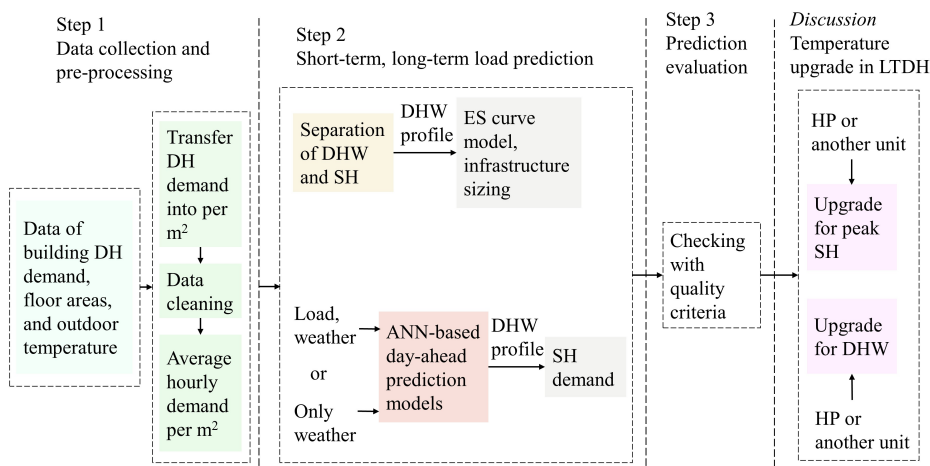 Step 1
Data collection and
pre-processing
Data of
building DH
demand,
floor areas,
and outdoor
temperature
Transfer
DH
demand
into per
m²
Data
cleaning
Average
hourly
demand
per m²
Step 2
Short-term, long-term load prediction
Separation
of DHW
and SH
DHW
profile
ES curve
model,
infrastructure
sizing
Load,
weather
or
Only
weather
ANN-based
day-ahead
prediction
models
DHW
profile
SH
demand
Step 3
Prediction
evaluation
Checking
with
quality
criteria
Discussion
Temperature
upgrade in LTDH
HP or
another unit
Upgrade
for peak
SH
Upgrade
for DHW
HP or
another unit